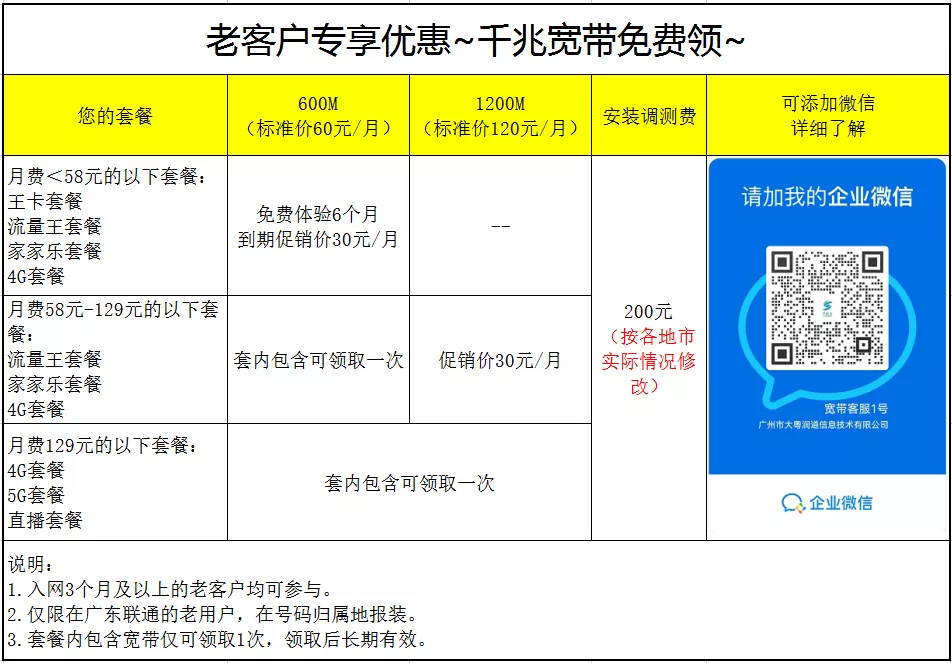 老客户专享优惠~千兆宽带免费领~
您的套餐
600M
（标准价60元/月）
1200M
（标准价120元/月）
安装调测费
可添加微信
详细了解
月费＜58元的以下套餐：
王卡套餐
流量王套餐
家家乐套餐
4G套餐
免费体验6个月
到期促销价30元/月
--
月费58元-129元的以下套
餐：
流量王套餐
家家乐套餐
4G套餐
套内包含可领取一次
促销价30元/月
月费129元的以下套餐：
4G套餐
5G套餐
直播套餐
套内包含可领取一次
200元
（按各地市
实际情况修
改）
请加我的企业微信
宽带客服1号
广州市大粤润道信息技术有限公司
企业微信
说明：
1.入网3个月及以上的老客户均可参与。
2.仅限在广东联通的老用户，在号码归属地报装。
3.套餐内包含宽带仅可领取1次，领取后长期有效。